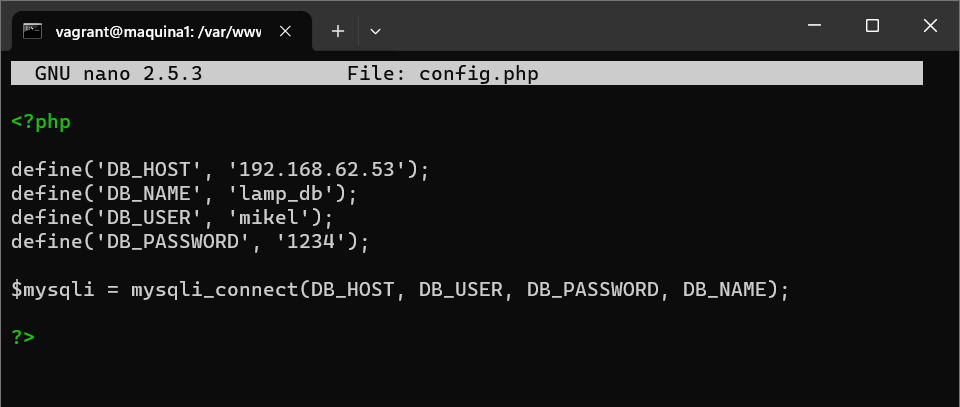 vagrant@maquina1: /var/www
GNU nano 2.5.3 File: config.php
<?php
define('DB_HOST', '192.168.62.53');
define('DB_NAME', 'lamp_db');
define('DB_USER', 'mikel');
define('DB_PASSWORD', '1234');
$mysqli = mysqli_connect(DB_HOST, DB_USER, DB_PASSWORD, DB_NAME);
?>